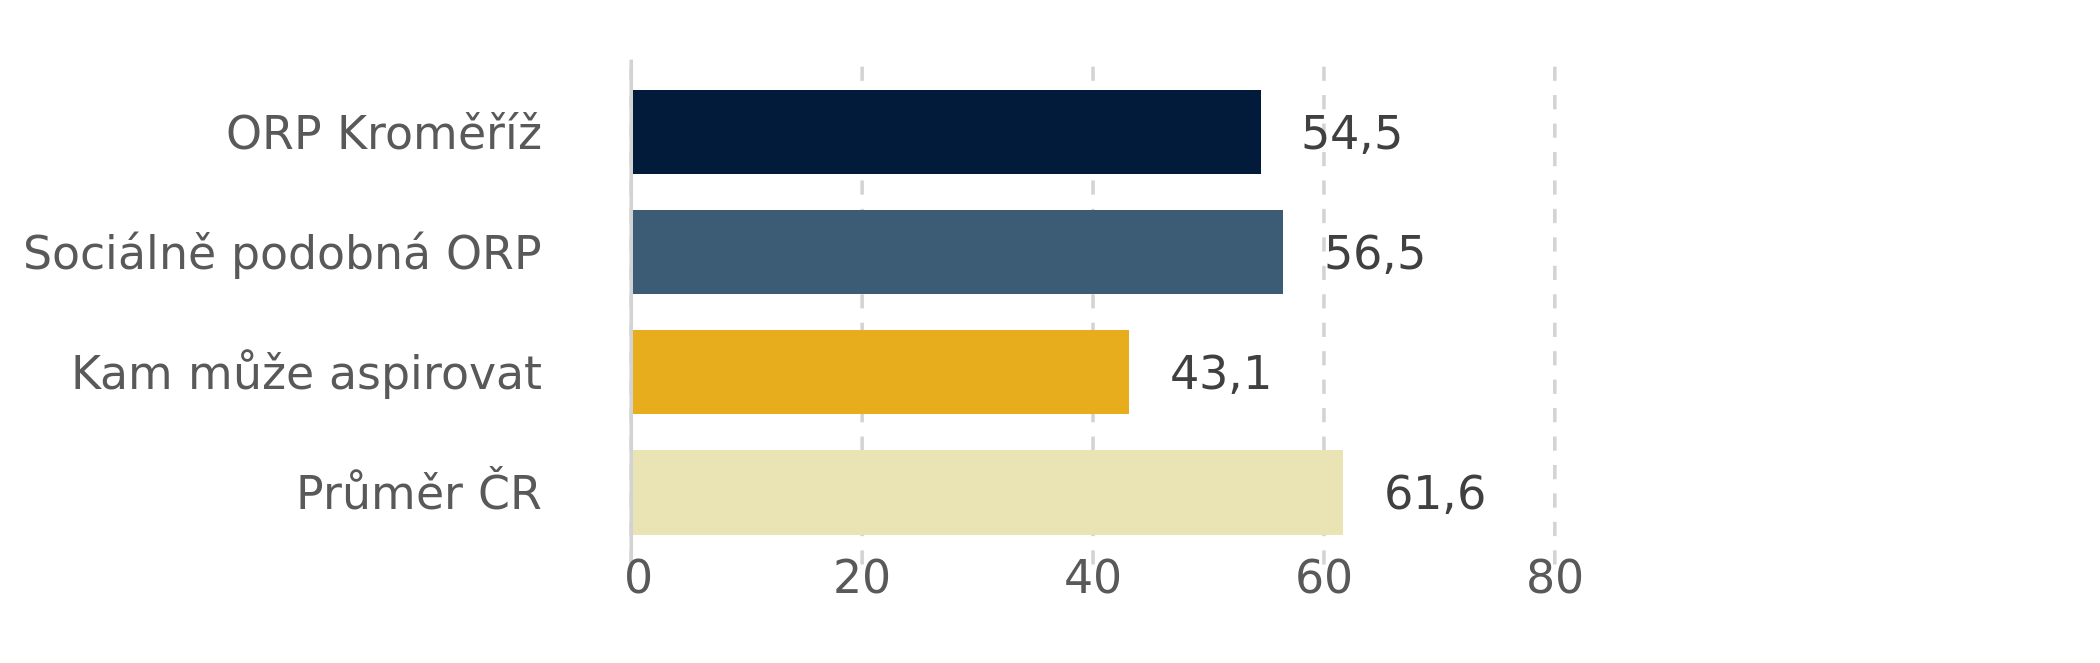 ORP Kroměříž 54,5
Sociálně podobná ORP 56,5
Kam může aspirovat 43,1
Průměr ČR 61,6
0 20 40 60 80